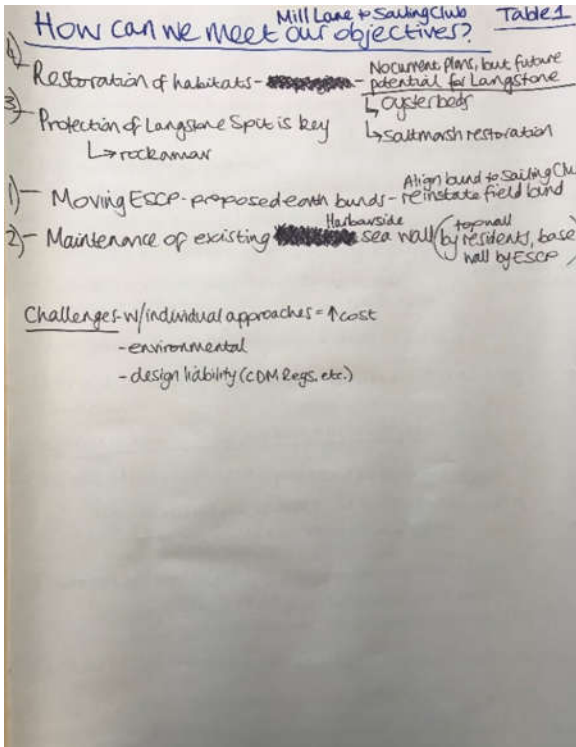 Mill Lane to Sailing Club Table 1
How can we meet our objectives?
4) Restoration of habitats - - No current plans, but future
potential for Langstone
↳ oyster beds
↳ saltmarsh restoration
3) Protection of Langstone Spit is key
↳ rock armour
1) - Moving ESCP - proposed earth bunds - Align bund to Sailing Club
reinstate field bund
2) - Maintenance of existing Harbourside sea wall (top wall
by residents, base
wall by ESCP)
Challenges - w/individual approaches = ↑ cost
- environmental
- design liability (CDM Regs. etc.)